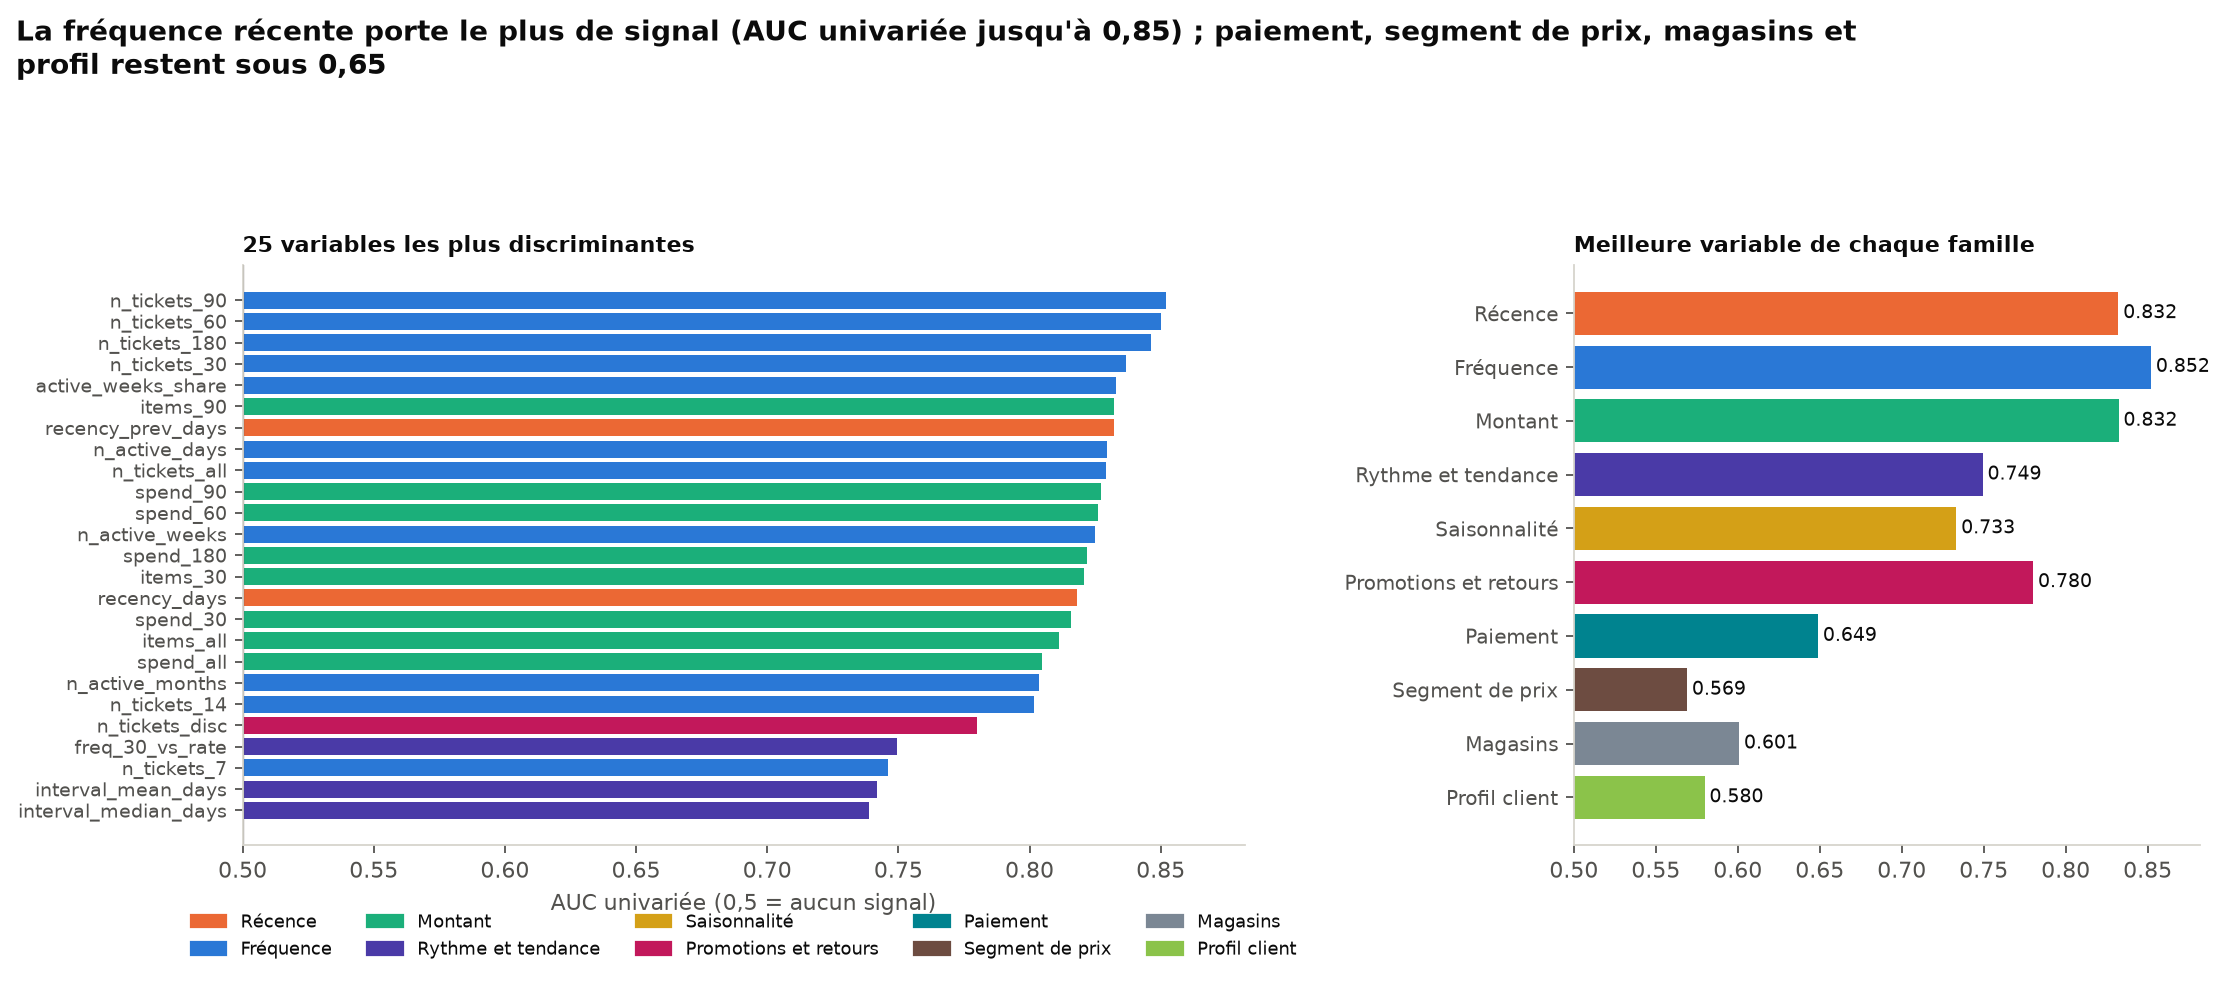 La fréquence récente porte le plus de signal (AUC univariée jusqu'à 0,85) ; paiement, segment de prix, magasins et
profil restent sous 0,65
25 variables les plus discriminantes
n_tickets_90
n_tickets_60
n_tickets_180
n_tickets_30
active_weeks_share
items_90
recency_prev_days
n_active_days
n_tickets_all
spend_90
spend_60
n_active_weeks
spend_180
items_30
recency_days
spend_30
items_all
spend_all
n_active_months
n_tickets_14
n_tickets_disc
freq_30_vs_rate
n_tickets_7
interval_mean_days
interval_median_days
0.50 0.55 0.60 0.65 0.70 0.75 0.80 0.85
AUC univariée (0,5 = aucun signal)
Récence Montant Saisonnalité Paiement Magasins
Fréquence Rythme et tendance Promotions et retours Segment de prix Profil client
Meilleure variable de chaque famille
Récence 0.832
Fréquence 0.852
Montant 0.832
Rythme et tendance 0.749
Saisonnalité 0.733
Promotions et retours 0.780
Paiement 0.649
Segment de prix 0.569
Magasins 0.601
Profil client 0.580
0.50 0.55 0.60 0.65 0.70 0.75 0.80 0.85